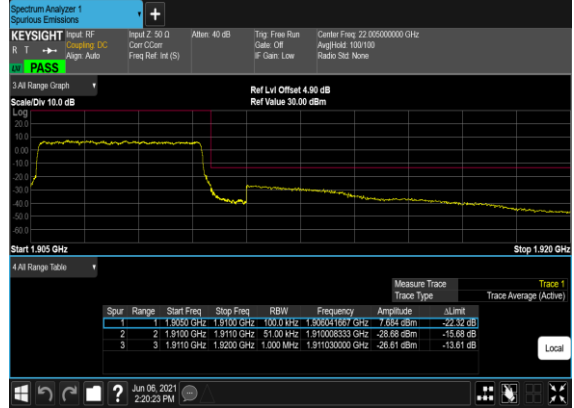 Spectrum Analyzer 1
Spurious Emissions
+
KEYSIGHT Input: RF Input Z: 50 Ω Atten: 40 dB Trig: Free Run Center Freq: 22.005000000 GHz
R T Coupling: DC Corr CCorr Gate: Off Avg|Hold: 100/100
Align: Auto Freq Ref: Int (S) IF Gain: Low Radio Std: None
PASS
3 All Range Graph
Ref Lvl Offset 4.90 dB
Scale/Div 10.0 dB Ref Value 30.00 dBm
Log
20.0
10.0
0.00
-10.0
-20.0
-30.0
-40.0
-50.0
-60.0
Start 1.905 GHz Stop 1.920 GHz
4 All Range Table
Measure Trace Trace 1
Trace Type Trace Average (Active)
Spur Range Start Freq Stop Freq RBW Frequency Amplitude ΔLimit
1 1 1.9050 GHz 1.9100 GHz 100.0 kHz 1.906041667 GHz 7.684 dBm -22.32 dB
2 2 1.9100 GHz 1.9110 GHz 51.00 kHz 1.910008333 GHz -28.68 dBm -15.68 dB
3 3 1.9110 GHz 1.9200 GHz 1.000 MHz 1.911030000 GHz -26.61 dBm -13.61 dB
Local
? Jun 06, 2021
2:20:23 PM